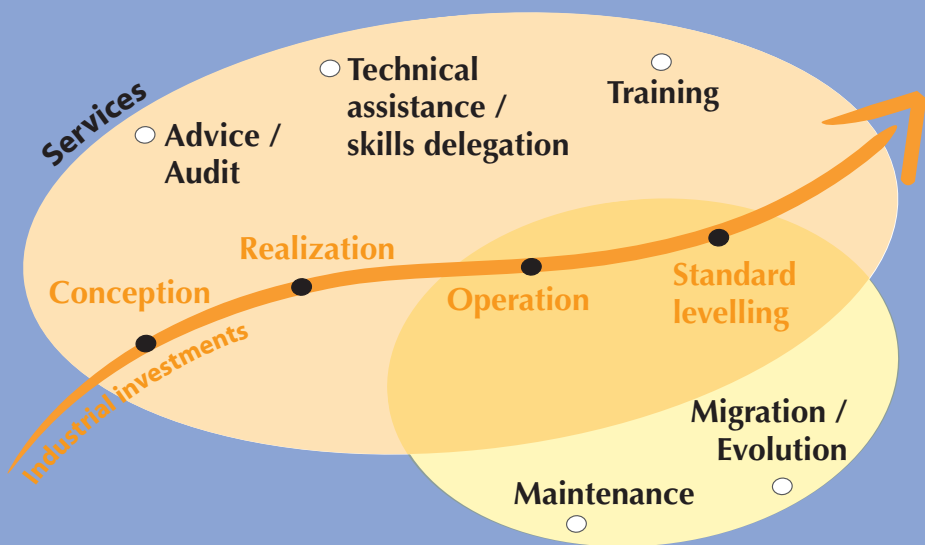 Services
Technical
assistance /
skills delegation
Training
Advice /
Audit
Realization
Conception
Operation
Standard
levelling
Industrial investments
Migration /
Evolution
Maintenance